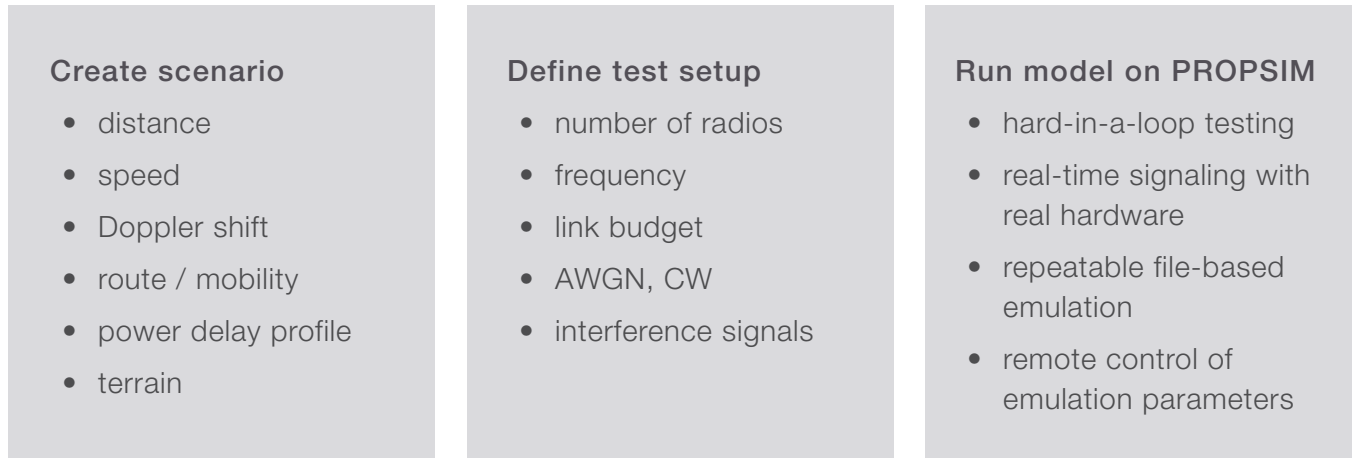 Create scenario
• distance
• speed
• Doppler shift
• route / mobility
• power delay profile
• terrain
Define test setup
• number of radios
• frequency
• link budget
• AWGN, CW
• interference signals
Run model on PROPSIM
• hard-in-a-loop testing
• real-time signaling with
real hardware
• repeatable file-based
emulation
• remote control of
emulation parameters